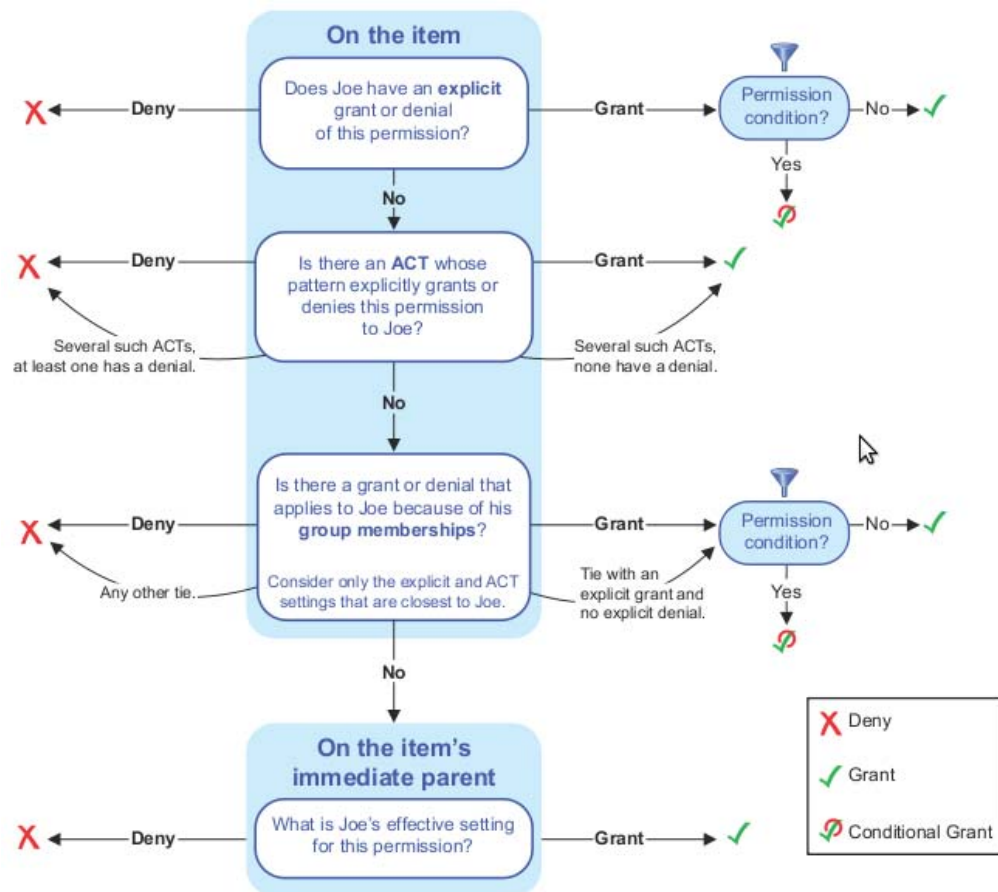 On the item
Does Joe have an explicit
grant or denial
of this permission?
Deny
Grant
Permission
condition?
No
Yes
No
Is there an ACT whose
pattern explicitly grants or
denies this permission
to Joe?
Deny
Grant
Several such ACTs,
at least one has a denial.
Several such ACTs,
none have a denial.
No
Is there a grant or denial that
applies to Joe because of his
group memberships?
Consider only the explicit and ACT
settings that are closest to Joe.
Deny
Grant
Any other tie.
Tie with an
explicit grant and
no explicit denial.
Permission
condition?
No
Yes
No
On the item's
immediate parent
What is Joe's effective setting
for this permission?
Deny
Grant
Deny
Grant
Conditional Grant